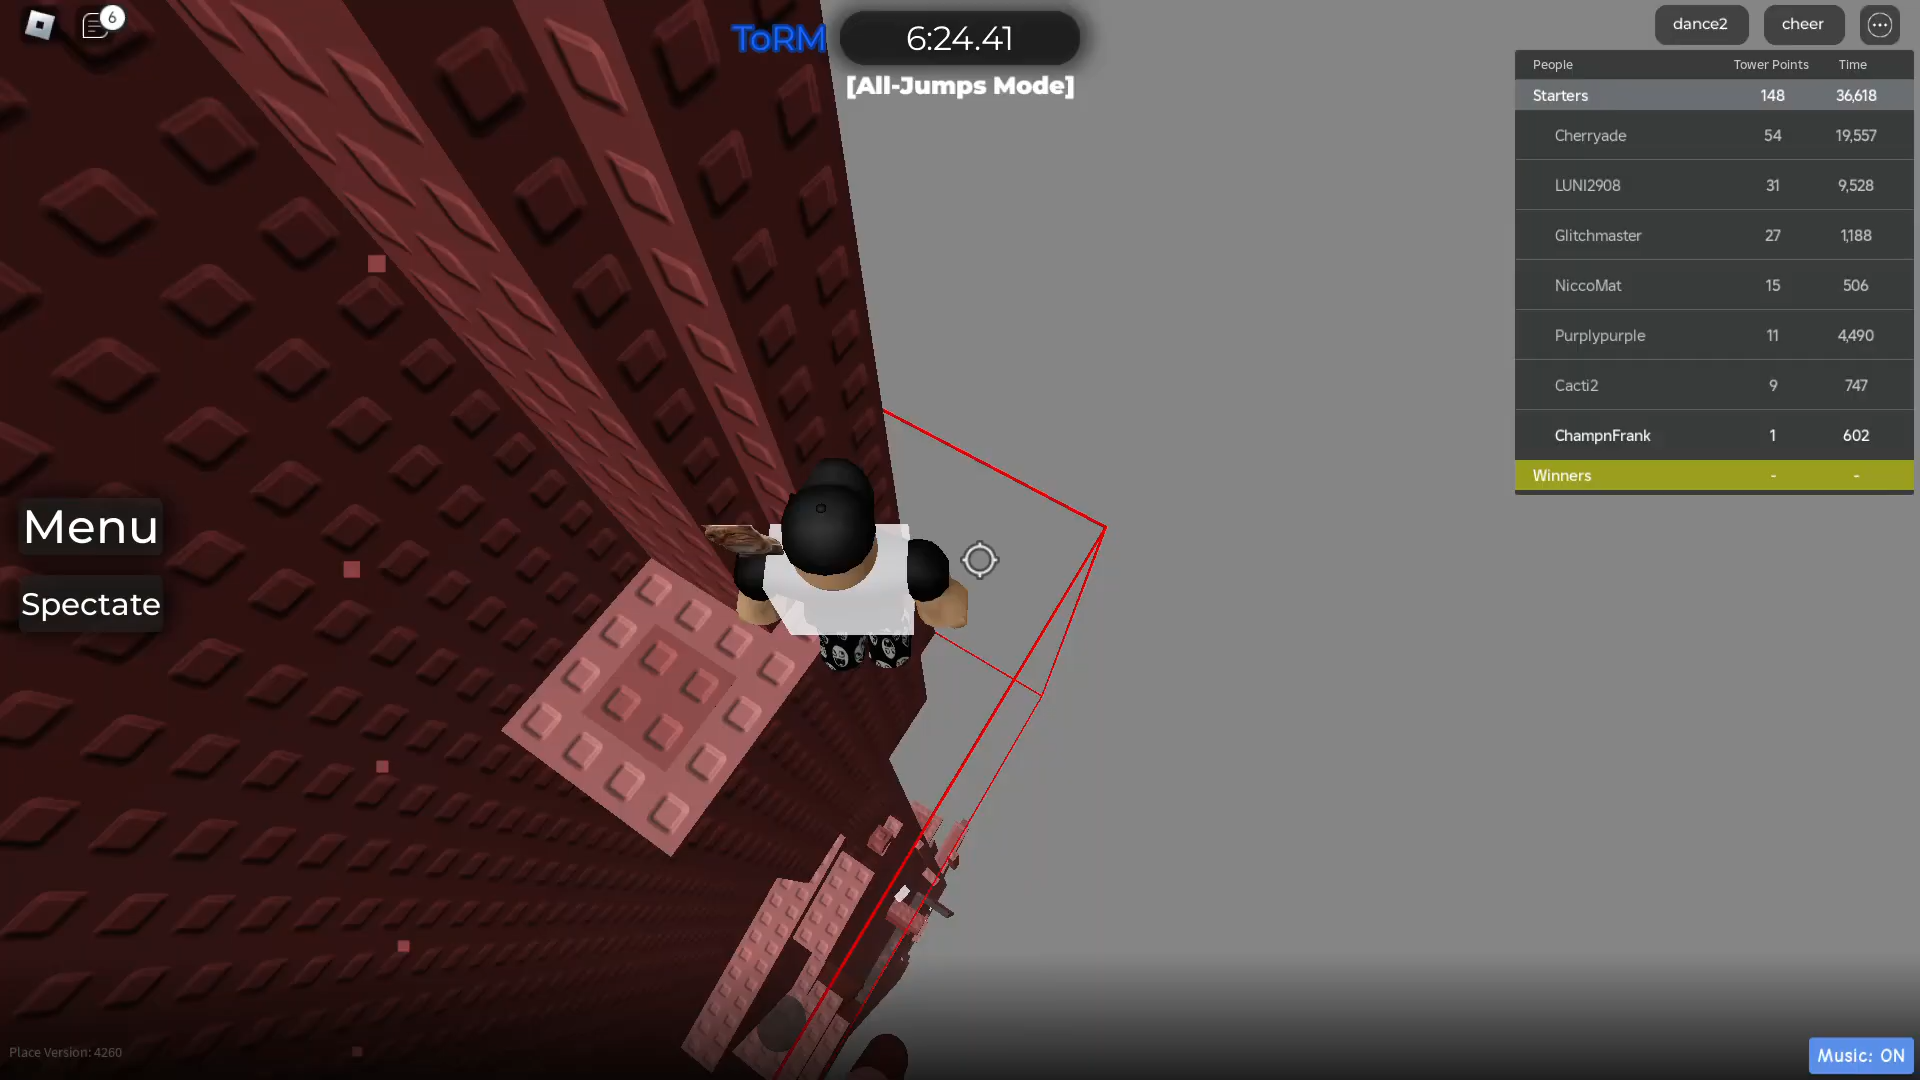 6
ToRM
6:24.41
[All-Jumps Mode]
dance2
cheer
People Tower Points Time
Starters 148 36,618
Cherryade 54 19,557
LUNI2908 31 9,528
Glitchmaster 27 1,188
NiccoMat 15 506
Purplypurple 11 4,490
Cacti2 9 747
ChampnFrank 1 602
Winners - -
Menu
Spectate
Place Version: 4260
Music: ON